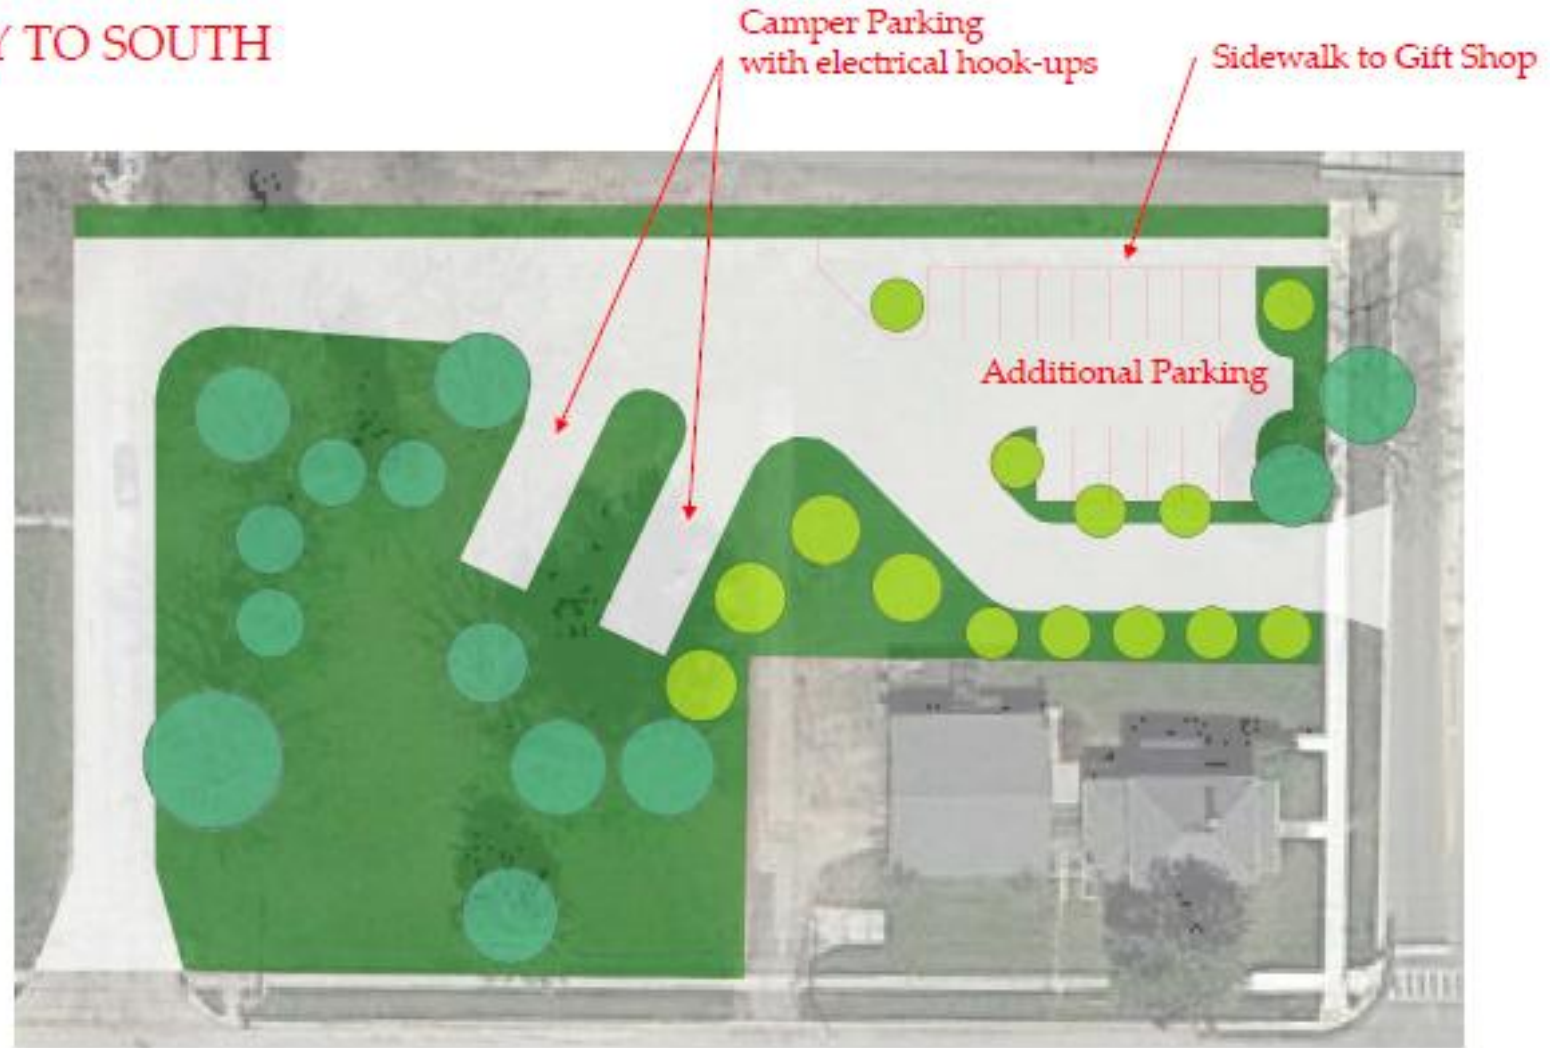 Y TO SOUTH
Camper Parking
with electrical hook-ups
Sidewalk to Gift Shop
Additional Parking